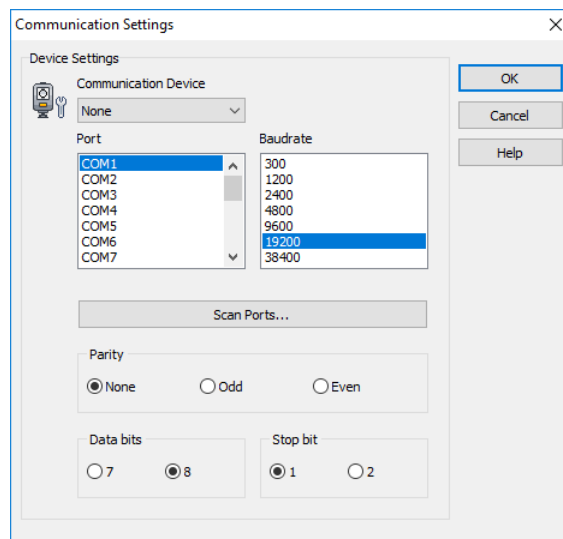 Communication Settings
Device Settings
Communication Device
None
Port
COM1
COM2
COM3
COM4
COM5
COM6
COM7
Baudrate
300
1200
2400
4800
9600
19200
38400
Scan Ports...
Parity
None Odd Even
Data bits
7 8
Stop bit
1 2
OK
Cancel
Help